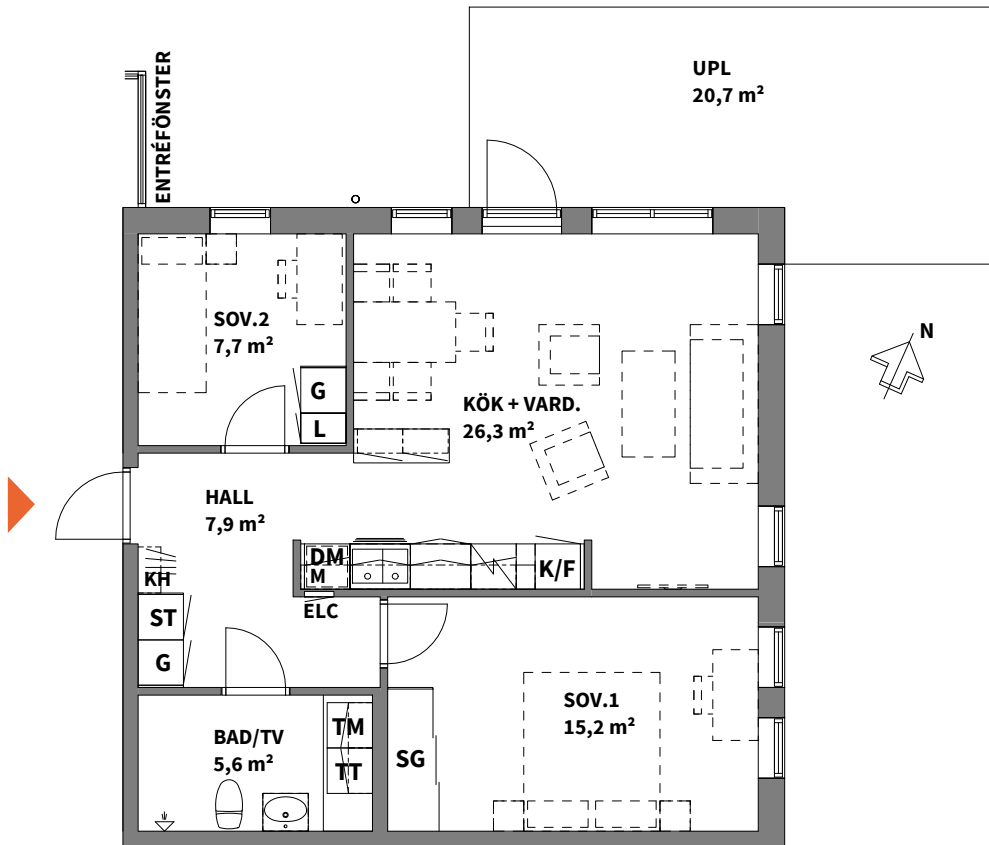 ENTRÉFÖNSTER
UPL
20,7 m²
SOV.2
7,7 m²
G
L
KÖK + VARD.
26,3 m²
N
HALL
7,9 m²
DM
M
K/F
KH
ELC
ST
G
SOV.1
15,2 m²
BAD/TV
5,6 m²
TM
TT
SG